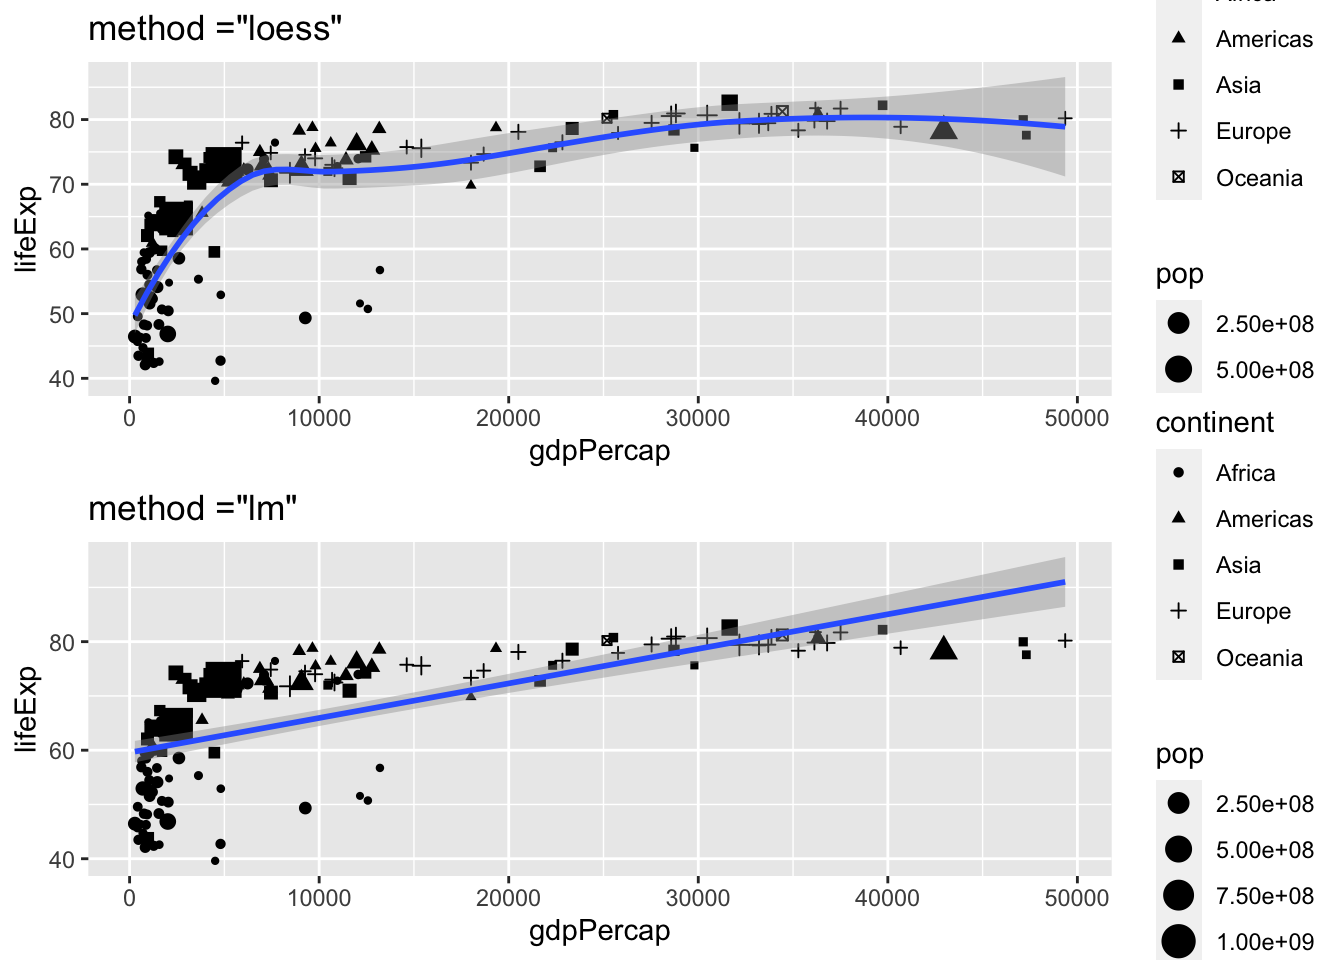 method ="loess"
80
70
60
50
40
lifeExp
0 10000 20000 30000 40000 50000
gdpPercap
Americas
Asia
Europe
Oceania
pop
2.50e+08
5.00e+08
method ="lm"
80
60
40
lifeExp
0 10000 20000 30000 40000 50000
gdpPercap
continent
Africa
Americas
Asia
Europe
Oceania
pop
2.50e+08
5.00e+08
7.50e+08
1.00e+09